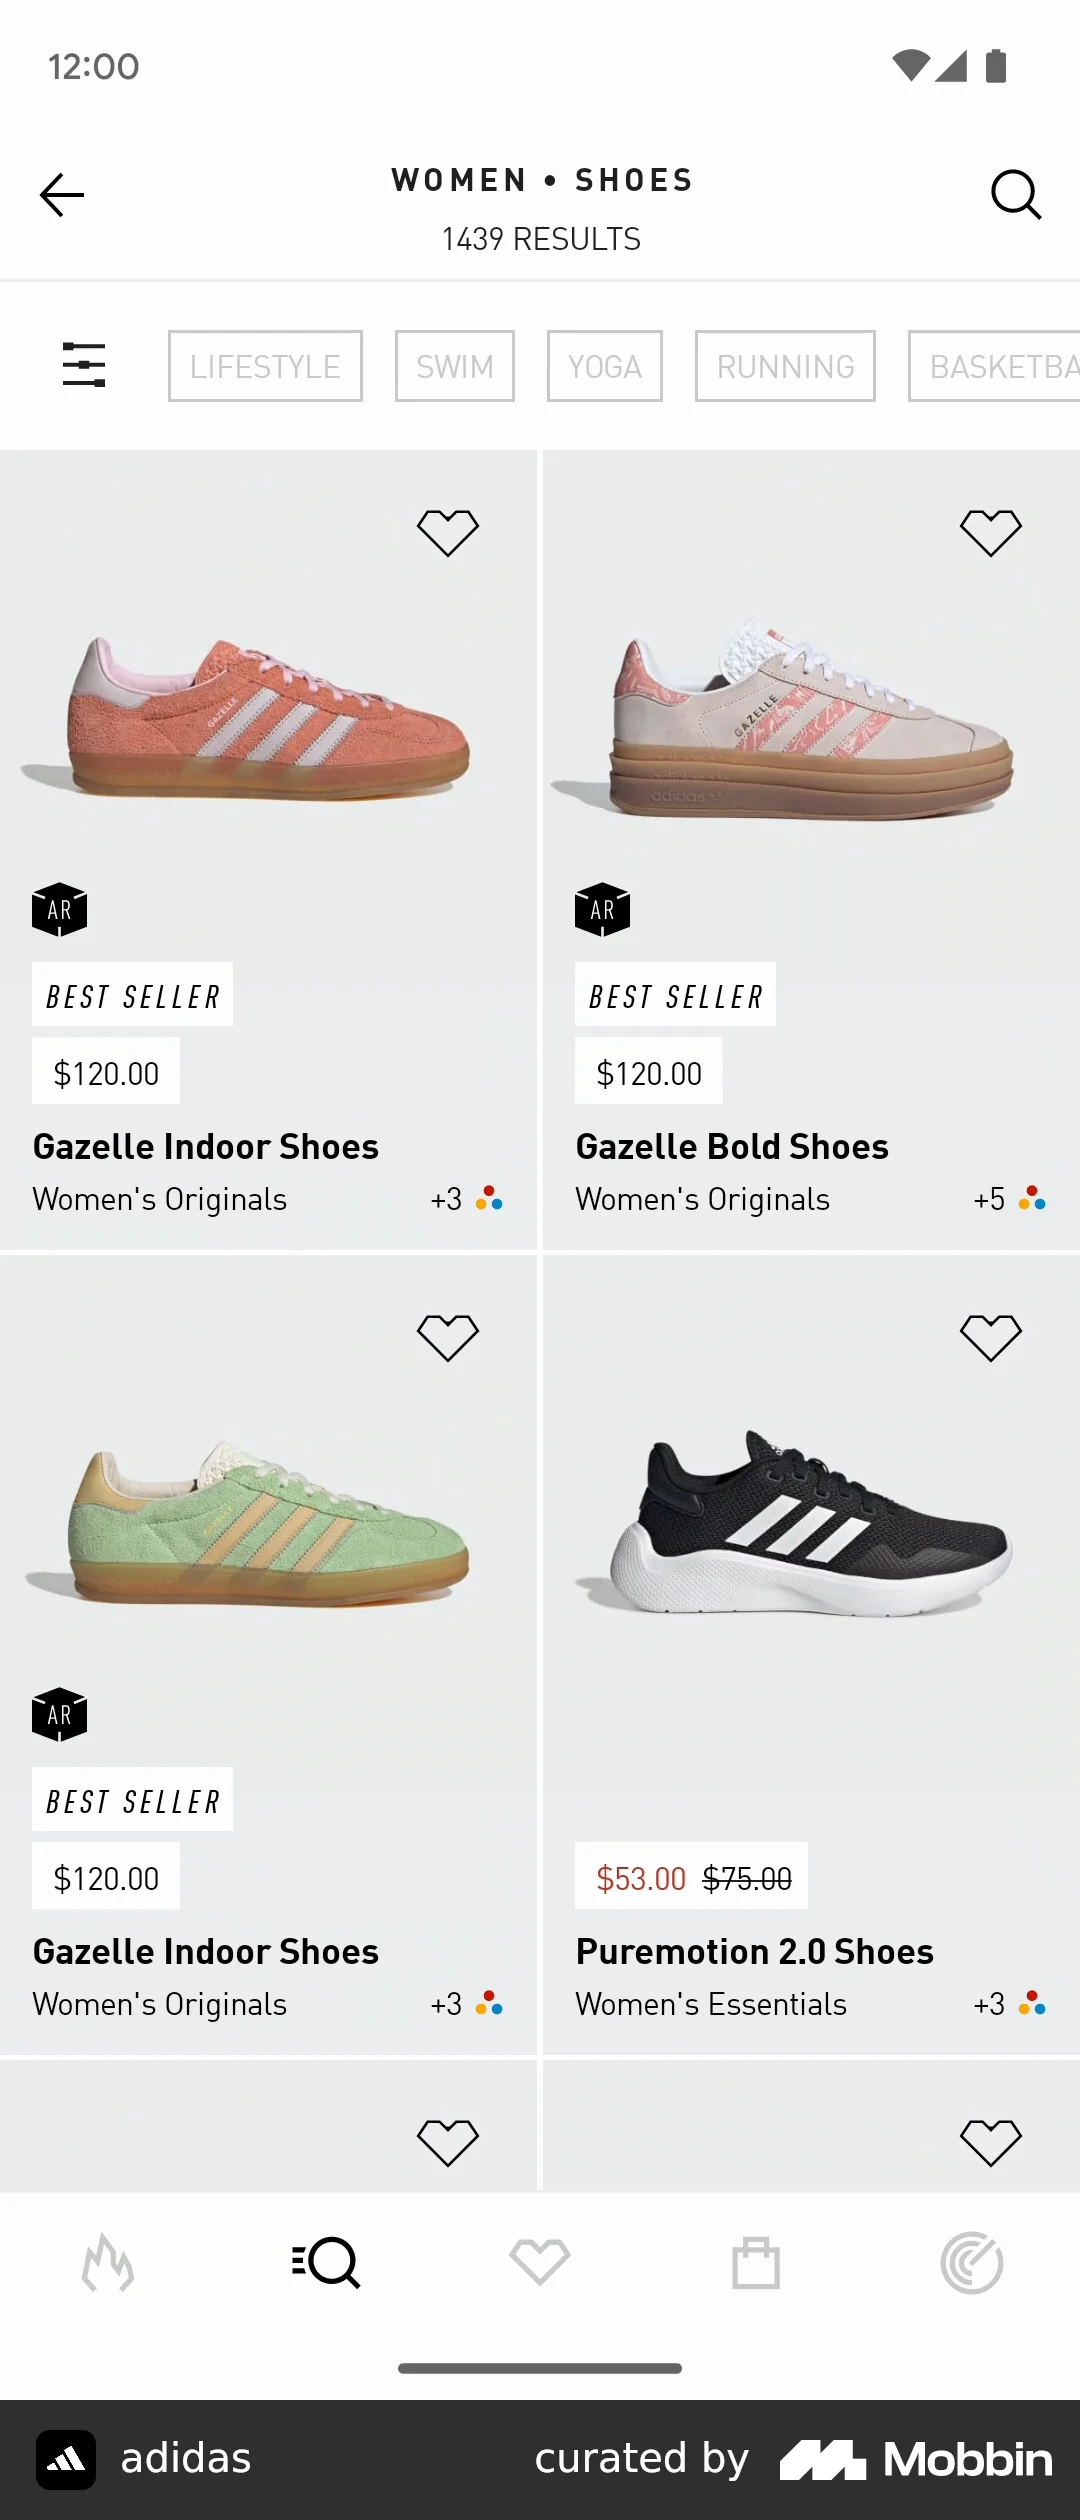 12:00
WOMEN • SHOES
1439 RESULTS
LIFESTYLE SWIM YOGA RUNNING BASKETBA
GAZELLE GAZELLE
adidas
AR AR
BEST SELLER BEST SELLER
$120.00 $120.00
Gazelle Indoor Shoes Gazelle Bold Shoes
Women's Originals +3 Women's Originals +5
AR
BEST SELLER
$120.00 $53.00 $75.00
Gazelle Indoor Shoes Puremotion 2.0 Shoes
Women's Originals +3 Women's Essentials +3
adidas curated by Mobbin